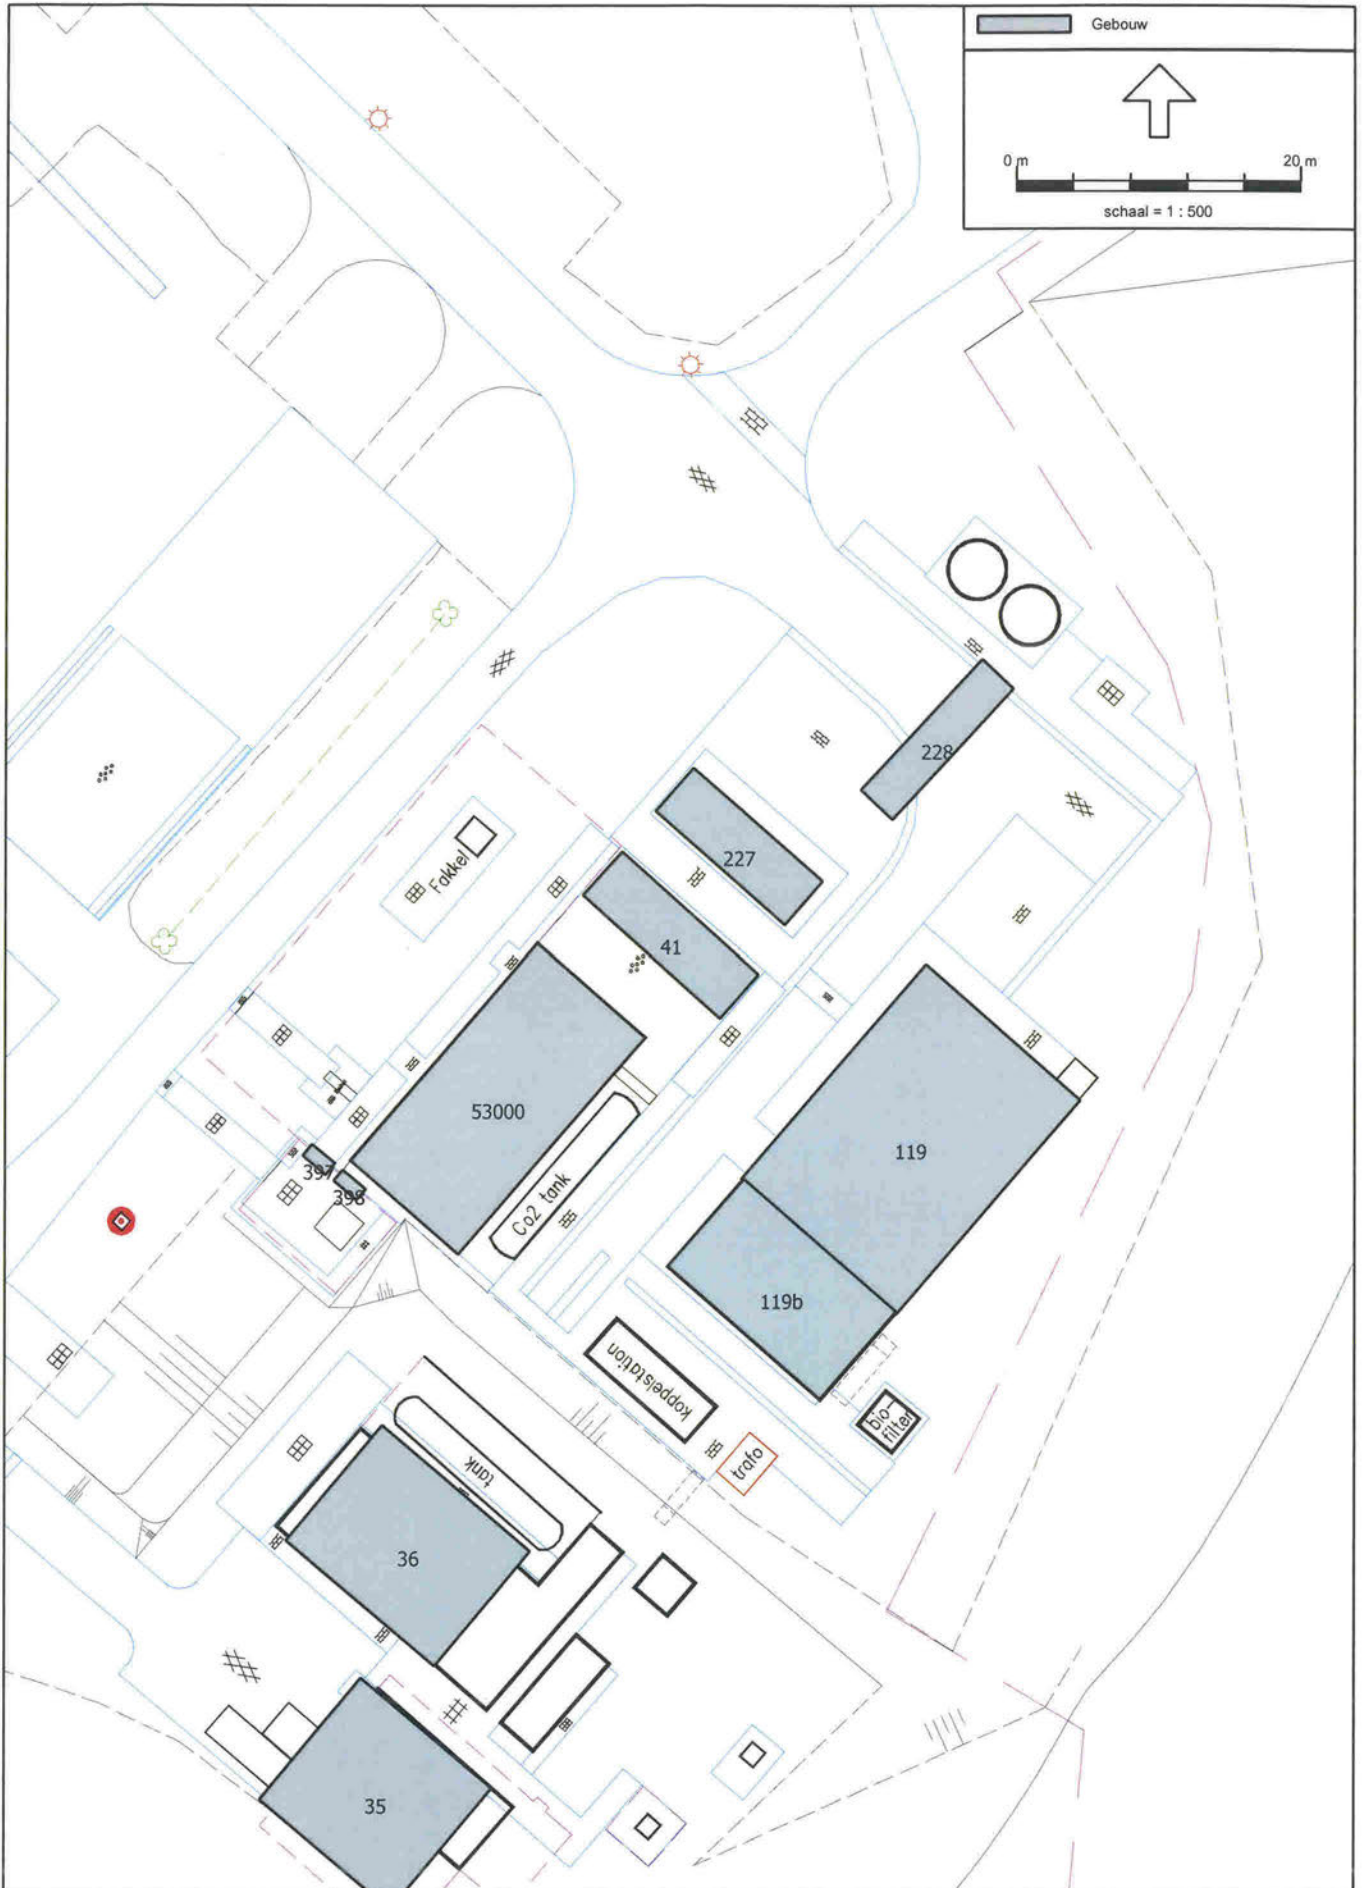 Gebouw
0 m
20 m
schaal = 1 : 500
228
227
Fakkel
41
53000
119
397
398
Co2 tank
119b
koppelstation
bio-
filter
trafo
tank
36
35